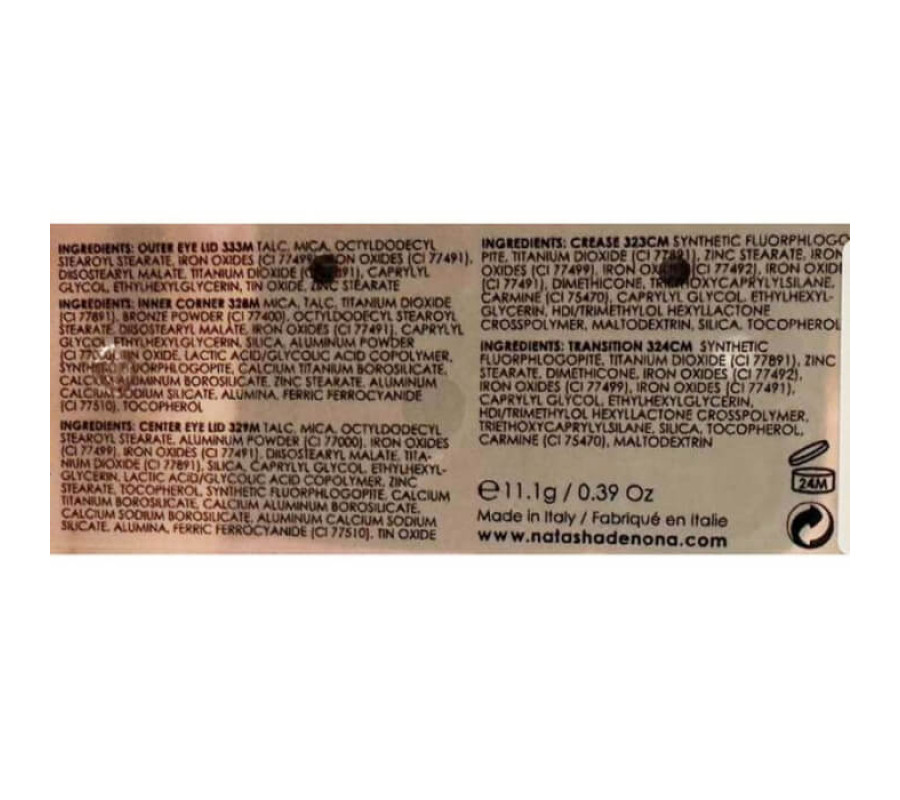 INGREDIENTS: OUTER EYE LID 333M TALC, MICA, OCTYLDODECYL
STEAROYL STEARATE, IRON OXIDES (CI 77499), IRON OXIDES (CI 77491),
DIISOSTEARYL MALATE, TITANIUM DIOXIDE CAPRYLYL
GLYCOL, ETHYLHEXYLGLYCERIN, TIN OXIDE, ZINC STEARATE
INGREDIENTS: INNER CORNER 328M MICA, TALC, TITANIUM DIOXIDE
(CI 77891), BRONZE POWDER (CI 77400), OCTYLDODECYL STEAROYL
STEARATE, DIISOSTEARYL MALATE, IRON OXIDES (CI 77491), CAPRYLYL
GLYCOL, ETHYLHEXYLGLYCERIN, SILICA, ALUMINUM POWDER
OXIDE, LACTIC ACID/GLYCOLIC ACID COPOLYMER,
CALCIUM TITANIUM BOROSILICATE,
CALCIUM ALUMINUM BOROSILICATE, ZINC STEARATE, ALUMINUM
CALCIUM SODIUM SILICATE, ALUMINA, FERRIC FERROCYANIDE
(CI 77510), TOCOPHEROL
INGREDIENTS: CENTER EYE LID 329M TALC, MICA, OCTYLDODECYL
STEAROYL STEARATE, ALUMINUM POWDER (CI 77000), IRON OXIDES
(CI 77499), IRON OXIDES (CI 77491), DIISOSTEARYL MALATE, TITA-
NIUM DIOXIDE (CI 77891), SILICA, CAPRYLYL GLYCOL, ETHYLHEXYL-
GLYCERIN, LACTIC ACID/GLYCOLIC ACID COPOLYMER, ZINC
STEARATE, TOCOPHEROL, SYNTHETIC FLUORPHLOGOPITE, CALCIUM
TITANIUM BOROSILICATE, CALCIUM ALUMINUM BOROSILICATE,
CALCIUM SODIUM BOROSILICATE, ALUMINUM CALCIUM SODIUM
SILICATE, ALUMINA, FERRIC FERROCYANIDE (CI 77510), TIN OXIDE
INGREDIENTS: CREASE 323CM SYNTHETIC FLUORPHLOGO
PITE, TITANIUM DIOXIDE (CI 77891), ZINC STEARATE, IRON
OXIDES (CI 77499), IRON (CI 77492), IRON OXIDE
(CI 77491), DIMETHICONE, TRIETHOXYCAPRYLYLSILANE,
CARMINE (CI 75470), CAPRYLYL GLYCOL, ETHYLHEXYL-
GLYCERIN, HDI/TRIMETHYLOL HEXYLLACTONE
CROSSPOLYMER, MALTODEXTRIN, SILICA, TOCOPHEROL
INGREDIENTS: TRANSITION 324CM SYNTHETIC
FLUORPHLOGOPITE, TITANIUM DIOXIDE (CI 77891), ZINC
STEARATE, DIMETHICONE, IRON OXIDES (CI 77492),
IRON OXIDES (CI 77499), IRON OXIDES (CI 77491),
CAPRYLYL GLYCOL, ETHYLHEXYLGLYCERIN,
HDI/TRIMETHYLOL HEXYLLACTONE CROSSPOLYMER,
TRIETHOXYCAPRYLYLSILANE, SILICA, TOCOPHEROL,
CARMINE (CI 75470), MALTODEXTRIN
℮11.1g / 0.39 Oz
Made in Italy / Fabriqué en italie
www.natashadenona.com
24M